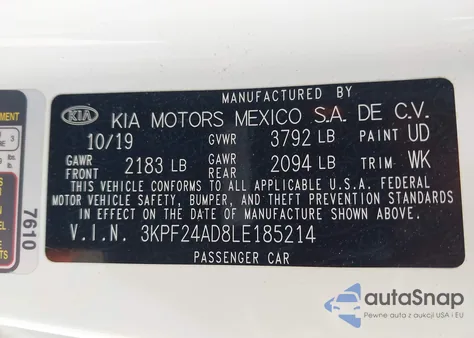 MANUFACTURED BY
KIA KIA MOTORS MEXICO S.A. DE C.V.
10/19 GVWR 3792 LB PAINT UD
GAWR FRONT 2183 LB GAWR REAR 2094 LB TRIM WK
THIS VEHICLE CONFORMS TO ALL APPLICABLE U.S.A. FEDERAL
MOTOR VEHICLE SAFETY, BUMPER, AND THEFT PREVENTION STANDARDS
IN EFFECT ON THE DATE OF MANUFACTURE SHOWN ABOVE.
V.I.N. 3KPF24AD8LE185214
PASSENGER CAR
7610
autoSnap
Pewne auta z aukcji USA i EU